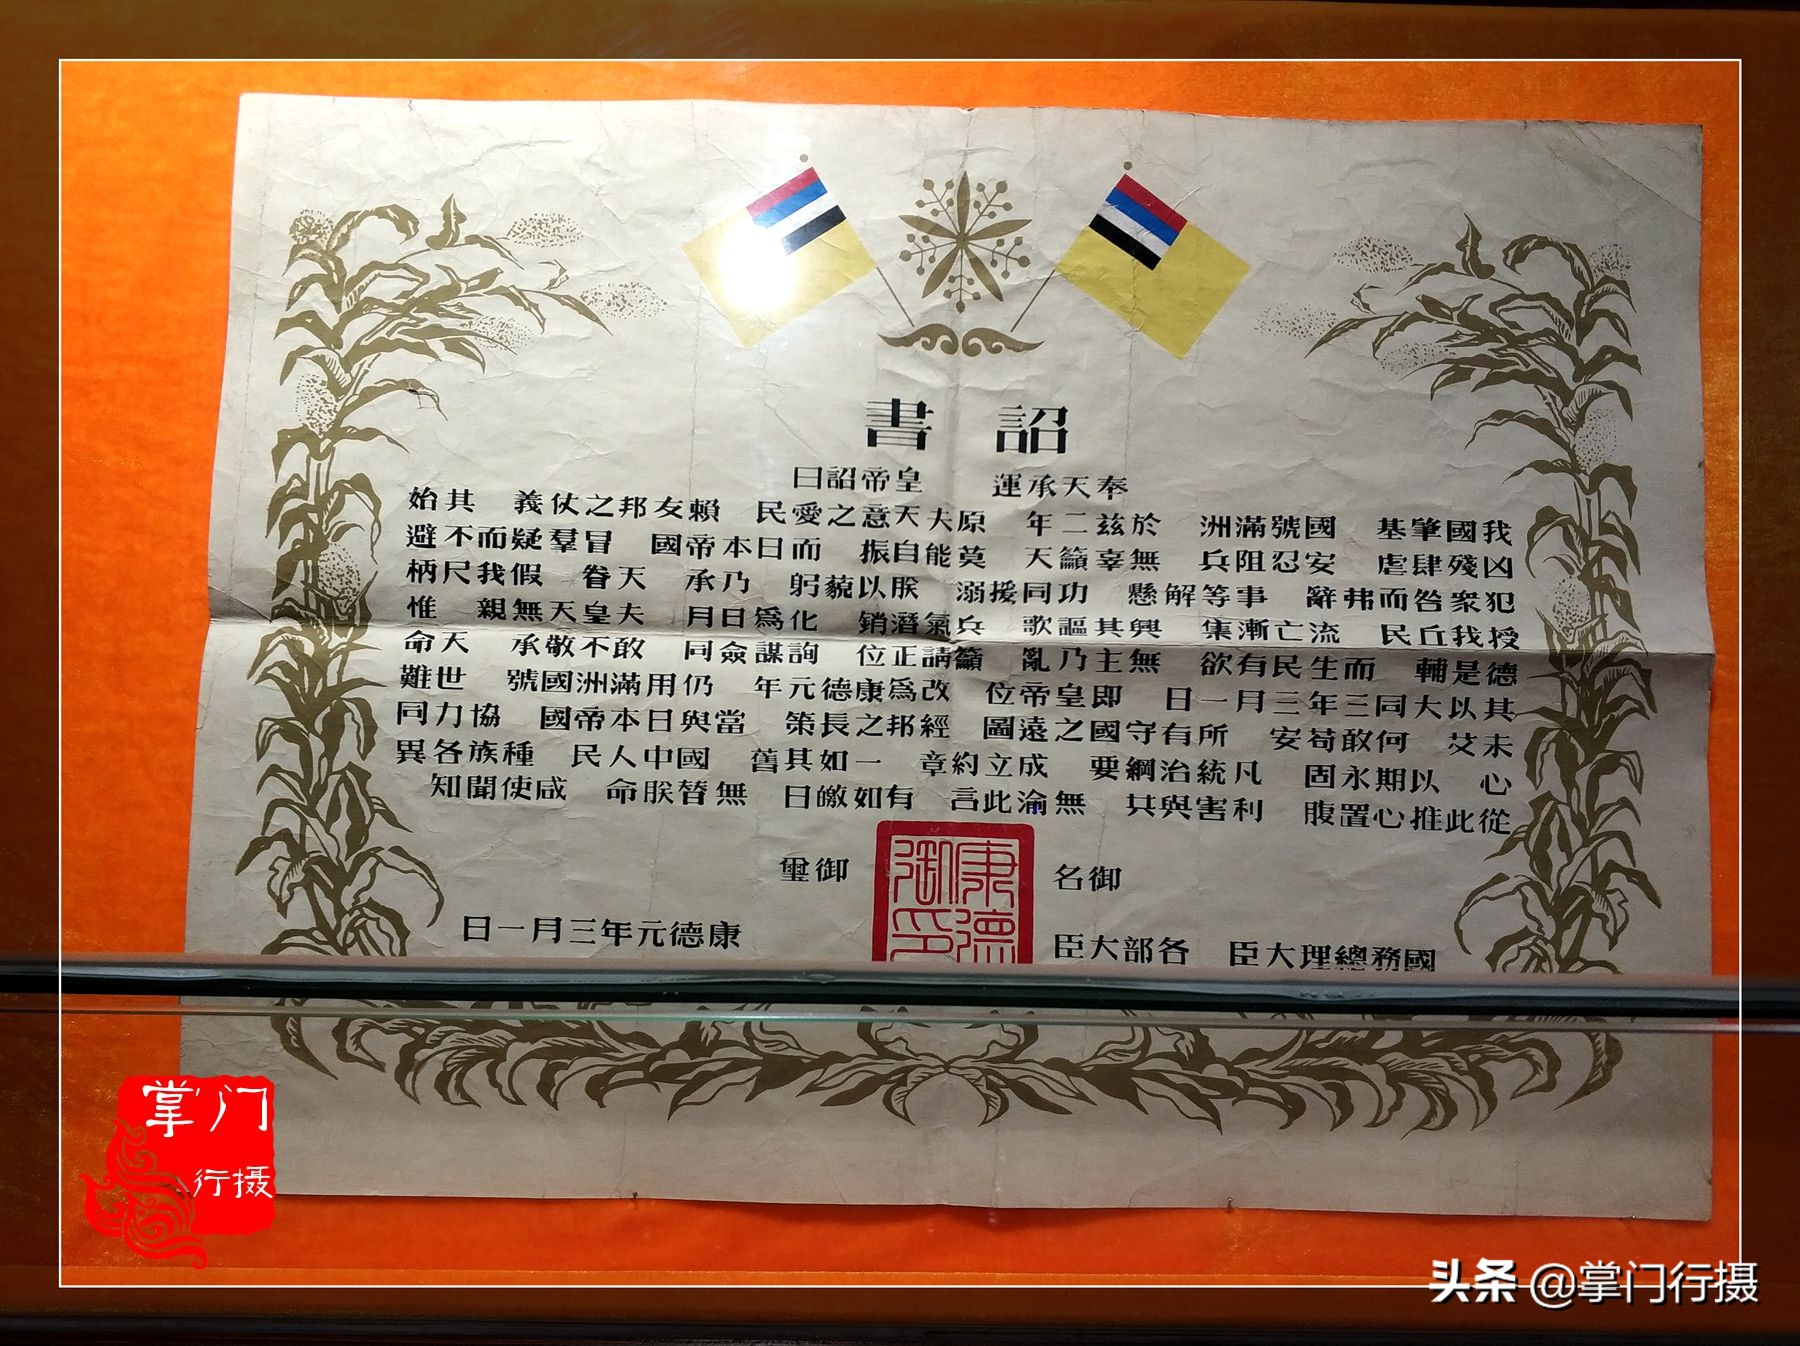 詔書
奉天承運 皇帝詔曰
我國肇基 國號滿洲 於茲二年 原夫天意之愛民 賴友邦之仗義 其始
凶殘肆虐 安忍阻兵 無辜籲天 莫能自振 而日本帝國 冒羣疑而不避
犯衆咎而弗辭 事等解懸 功同援溺 朕以藐躬 乃承 天眷 假我尺柄
授我丘民 流亡漸集 興其謳歌 兵氣潛銷 化爲日月 夫皇天無親 惟
德是輔 而生民有欲 無主乃亂 籲請正位 詢謀僉同 敢不敬承 天命
其以大同三年三月一日 即皇帝位 改爲康德元年 仍用滿洲國號 世難
未艾 何敢苟安 所有守國之遠圖 經邦之長策 當與日本帝國 協力同
心 以期永固 凡統治綱要 成立約章 一如其舊 國中人民 種族各異
從此推心置腹 利害與共 無渝此言 有如皦日 無替朕命 咸使聞知
御名
康德
御印
御璽
國務總理大臣 各部大臣
康德元年三月一日
掌门
行摄
头条 @掌门行摄